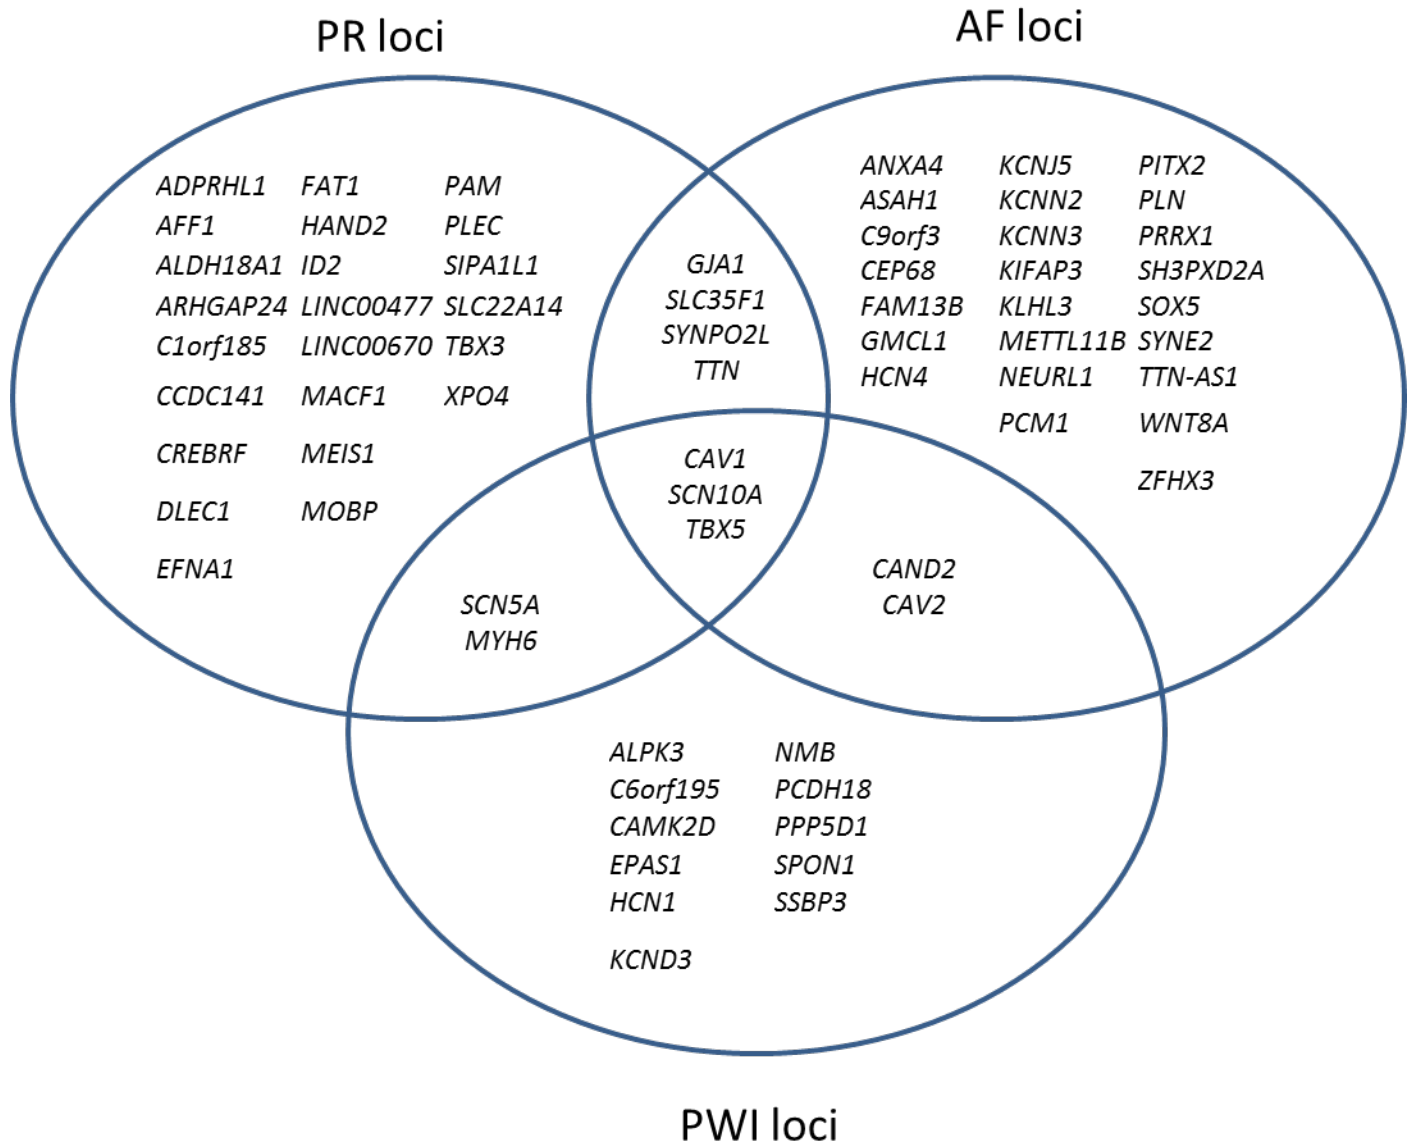 PR loci
AF loci
ADPRHL1 FAT1 PAM
AFF1 HAND2 PLEC
ALDH18A1 ID2 SIPA1L1
ARHGAP24 LINC00477 SLC22A14
C1orf185 LINC00670 TBX3
CCDC141 MACF1 XPO4
CREBRF MEIS1
DLEC1 MOBP
EFNA1
GJA1
SLC35F1
SYNPO2L
TTN
ANXA4 KCNJ5 PITX2
ASAH1 KCNN2 PLN
C9orf3 KCNN3 PRRX1
CEP68 KIFAP3 SH3PXD2A
FAM13B KLHL3 SOX5
GMCL1 METTL11B SYNE2
HCN4 NEURL1 TTN-AS1
PCM1 WNT8A
ZFHX3
CAV1
SCN10A
TBX5
SCN5A
MYH6
CAND2
CAV2
ALPK3 NMB
C6orf195 PCDH18
CAMK2D PPP5D1
EPAS1 SPON1
HCN1 SSBP3
KCND3
PWI loci